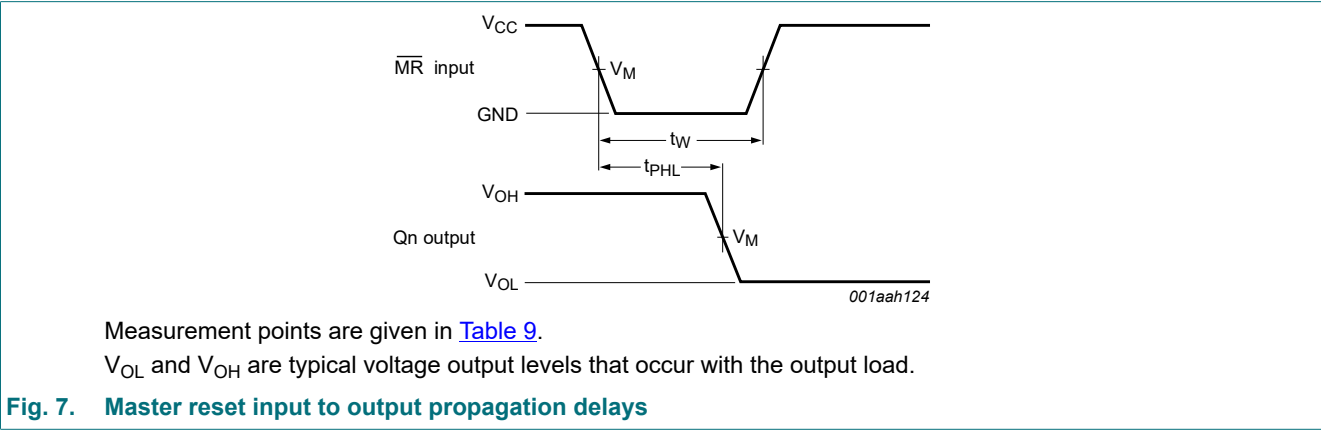 VCC
MR input
VM
GND
tW
tPHL
VOH
Qn output
VM
VOL
001aah124
Measurement points are given in Table 9.
VOL and VOH are typical voltage output levels that occur with the output load.
Fig. 7. Master reset input to output propagation delays